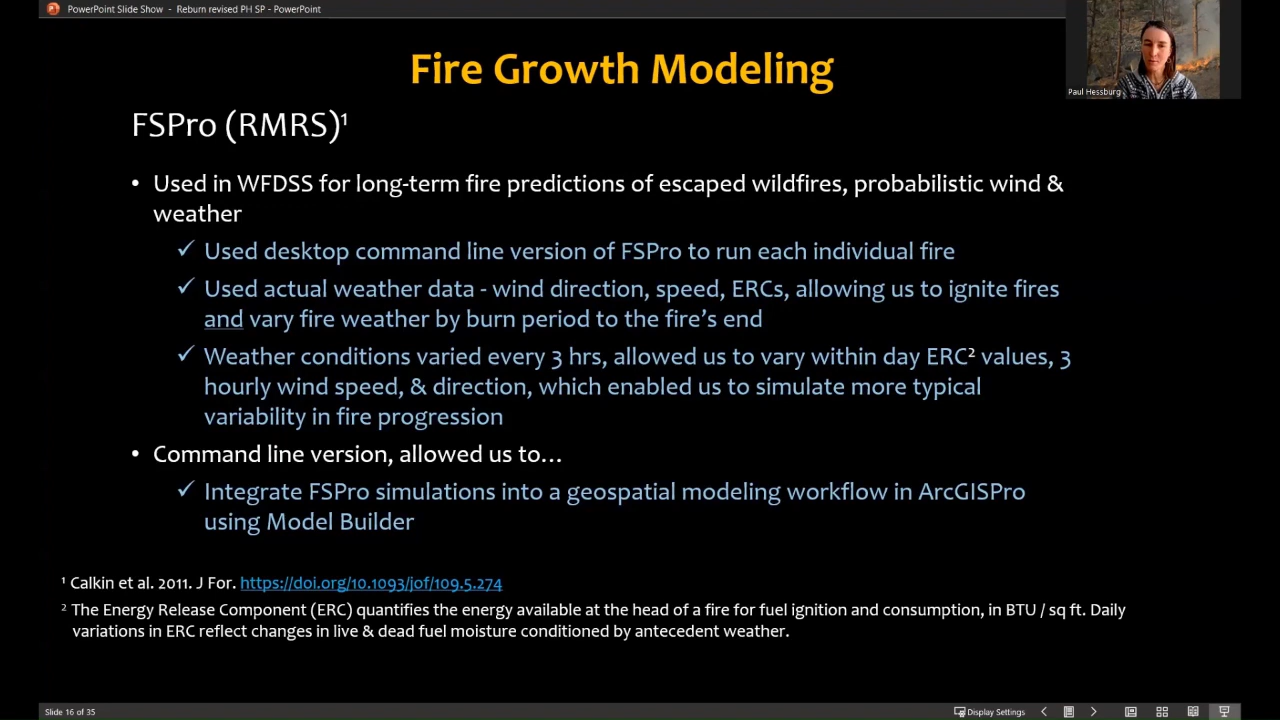 PowerPoint Slide Show - Reburn revised PH SP - PowerPoint
Fire Growth Modeling
Paul Hessburg
FSPro (RMRS)¹
• Used in WFDSS for long-term fire predictions of escaped wildfires, probabilistic wind &
weather
✓ Used desktop command line version of FSPro to run each individual fire
✓ Used actual weather data - wind direction, speed, ERCs, allowing us to ignite fires
and vary fire weather by burn period to the fire's end
✓ Weather conditions varied every 3 hrs, allowed us to vary within day ERC² values, 3
hourly wind speed, & direction, which enabled us to simulate more typical
variability in fire progression
• Command line version, allowed us to…
✓ Integrate FSPro simulations into a geospatial modeling workflow in ArcGISPro
using Model Builder
¹ Calkin et al. 2011. J For. https://doi.org/10.1093/jof/109.5.274
² The Energy Release Component (ERC) quantifies the energy available at the head of a fire for fuel ignition and consumption, in BTU / sq ft. Daily
variations in ERC reflect changes in live & dead fuel moisture conditioned by antecedent weather.
Slide 16 of 35
Display Settings